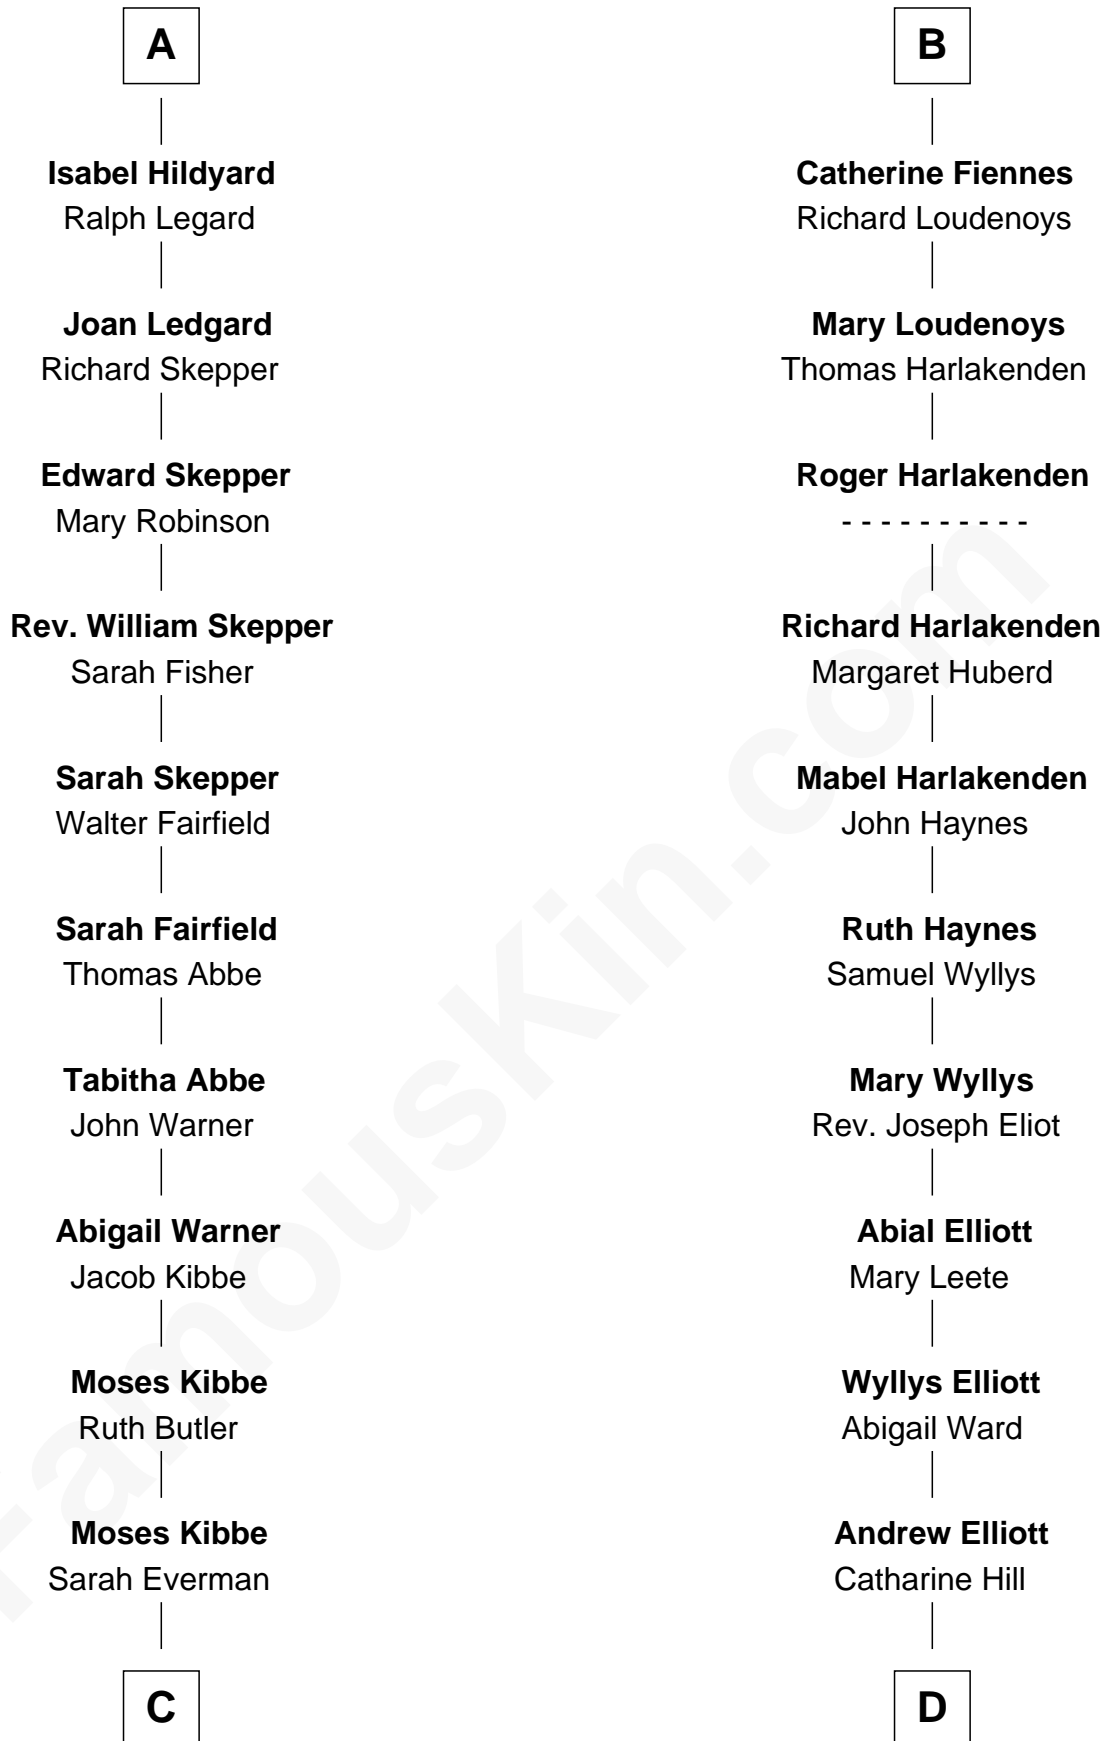 A
Isabel Hildyard
Ralph Legard
Joan Ledgard
Richard Skepper
Edward Skepper
Mary Robinson
Rev. William Skepper
Sarah Fisher
Sarah Skepper
Walter Fairfield
Sarah Fairfield
Thomas Abbe
Tabitha Abbe
John Warner
Abigail Warner
Jacob Kibbe
Moses Kibbe
Ruth Butler
Moses Kibbe
Sarah Everman
C
B
Catherine Fiennes
Richard Loudenoys
Mary Loudenoys
Thomas Harlakenden
Roger Harlakenden
- - - - - - - - - -
Richard Harlakenden
Margaret Huberd
Mabel Harlakenden
John Haynes
Ruth Haynes
Samuel Wyllys
Mary Wyllys
Rev. Joseph Eliot
Abial Elliott
Mary Leete
Wyllys Elliott
Abigail Ward
Andrew Elliott
Catharine Hill
D
FamousKin.com